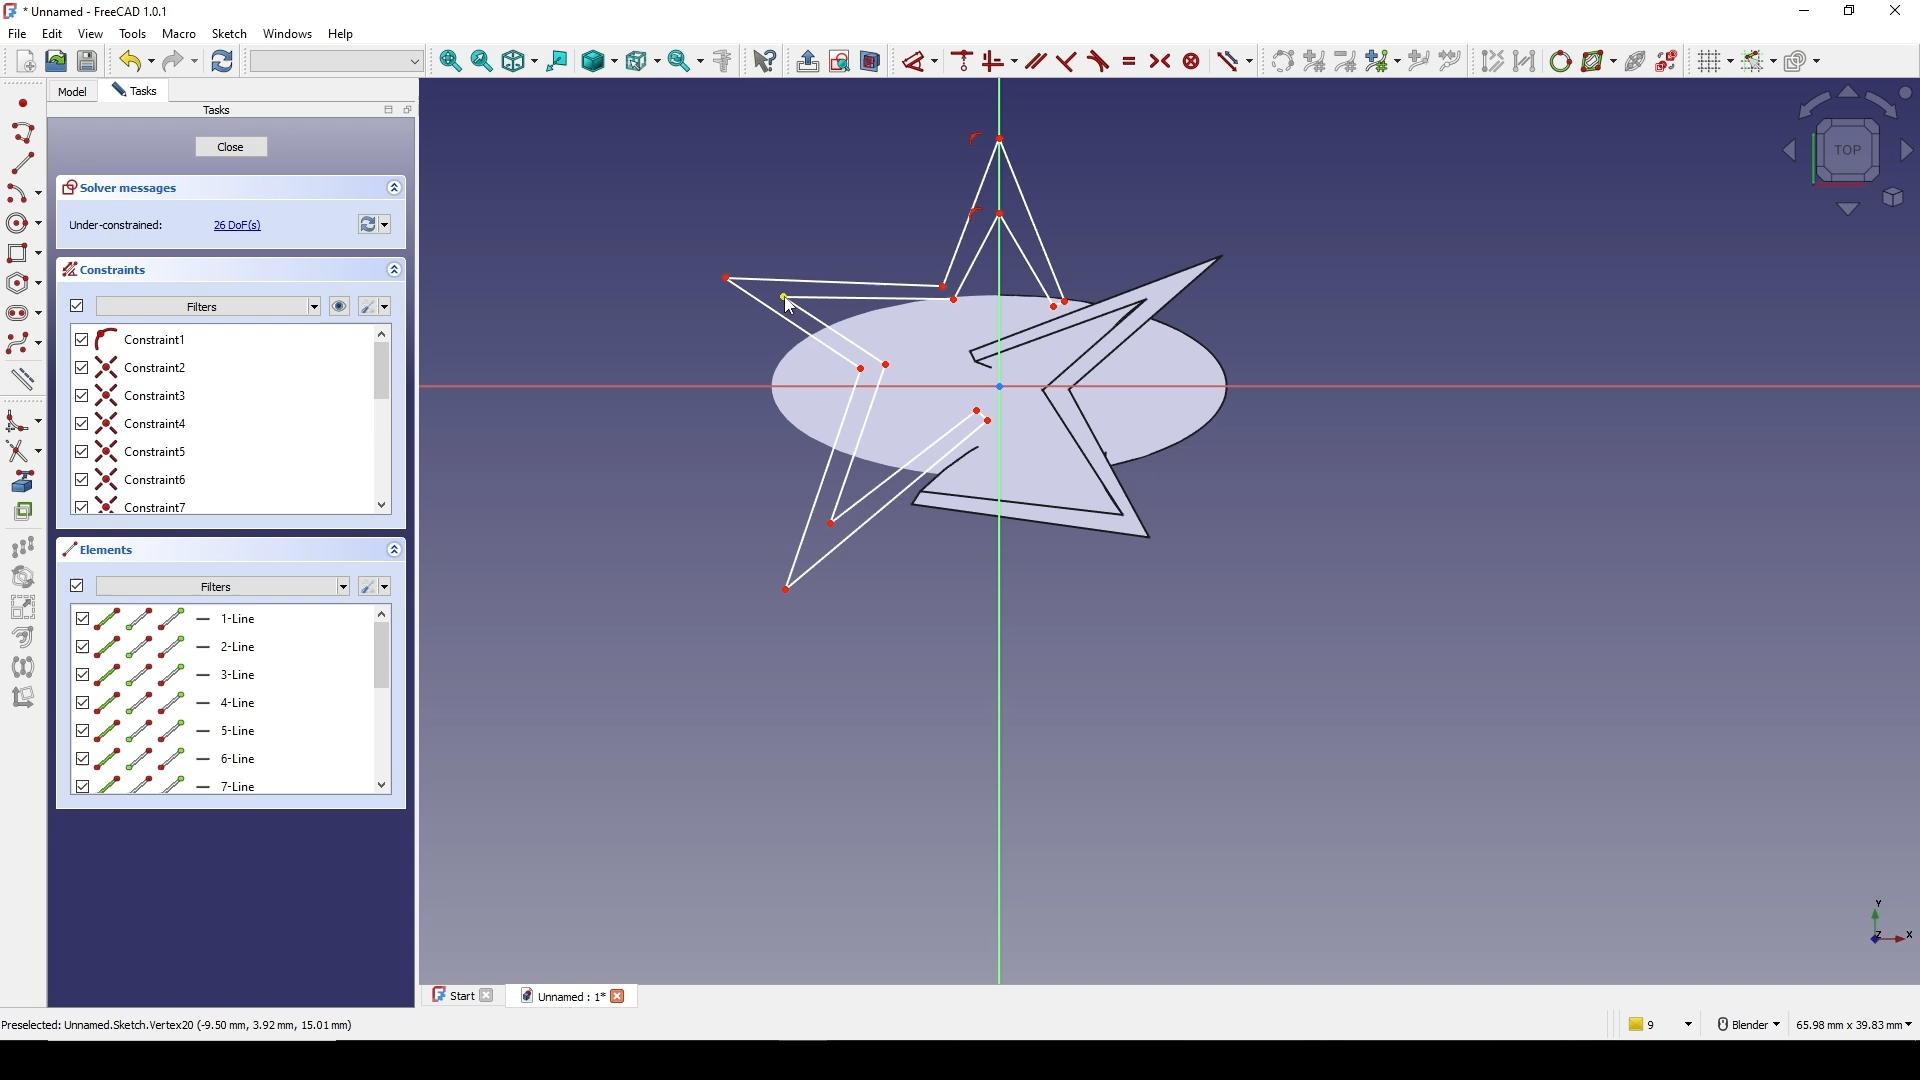 * Unnamed - FreeCAD 1.0.1
File Edit View Tools Macro Sketch Windows Help
Model Tasks
Tasks
Close
Solver messages
Under-constrained: 26 DoF(s)
Constraints
Filters
Constraint1
Constraint2
Constraint3
Constraint4
Constraint5
Constraint6
Constraint7
Elements
Filters
1-Line
2-Line
3-Line
4-Line
5-Line
6-Line
7-Line
TOP
Y
Z X
Start Unnamed : 1*
Preselected: Unnamed.Sketch.Vertex20 (-9.50 mm, 3.92 mm, 15.01 mm)
9 Blender 65.98 mm x 39.83 mm